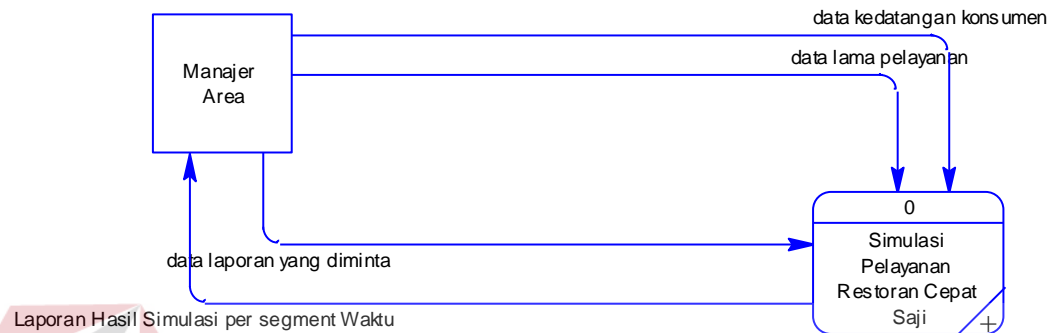 data kedatangan konsumen
data lama pelayanan
Manajer
Area
0
Simulasi
Pelayanan
Restoran Cepat
Saji
data laporan yang diminta
Laporan Hasil Simulasi per segment Waktu